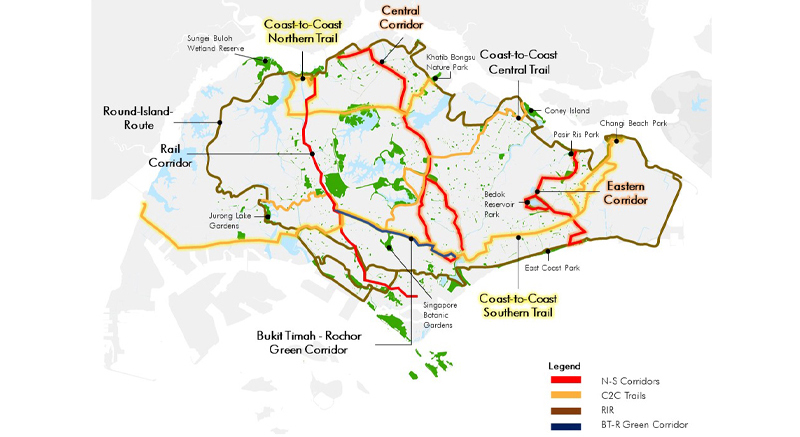 Central
Corridor
Coast-to-Coast
Northern Trail
Sungei Buloh
Wetland Reserve
Khatib Bongsu
Nature Park
Coast-to-Coast
Central Trail
Round-Island-
Route
Coney Island
Changi Beach Park
Pasir Ris Park
Rail
Corridor
Eastern
Corridor
Bedok
Reservoir
Park
Jurong Lake
Gardens
East Coast Park
Singapore
Botanic
Gardens
Coast-to-Coast
Southern Trail
Bukit Timah - Rochor
Green Corridor
Legend
N-S Corridors
C2C Trails
RIR
BT-R Green Corridor